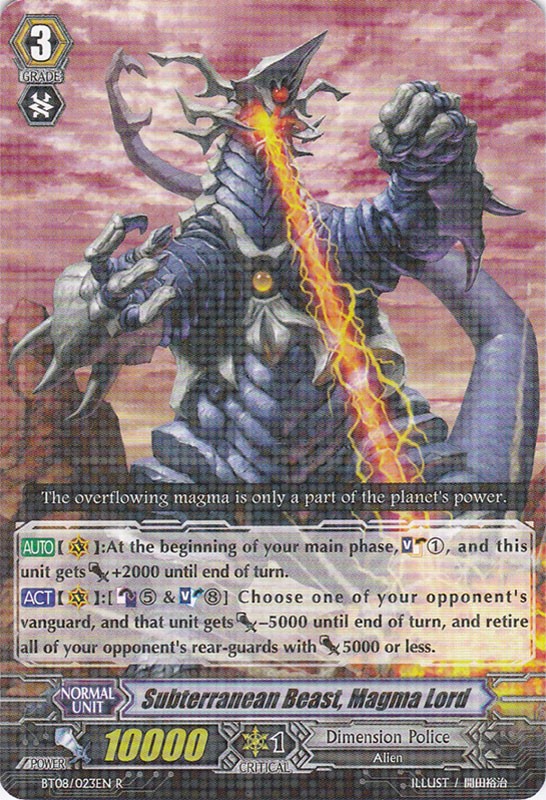 3
GRADE
The overflowing magma is only a part of the planet's power.
AUTO【 】:At the beginning of your main phase, ①, and this
unit gets +2000 until end of turn.
ACT【 】:[ ⑤ & ⑧] Choose one of your opponent's
vanguard, and that unit gets -5000 until end of turn, and retire
all of your opponent's rear-guards with 5000 or less.
NORMAL
UNIT
Subterranean Beast, Magma Lord
POWER
10000
1
CRITICAL
Dimension Police
Alien
BT08/023EN R
ILLUST / 開田裕治